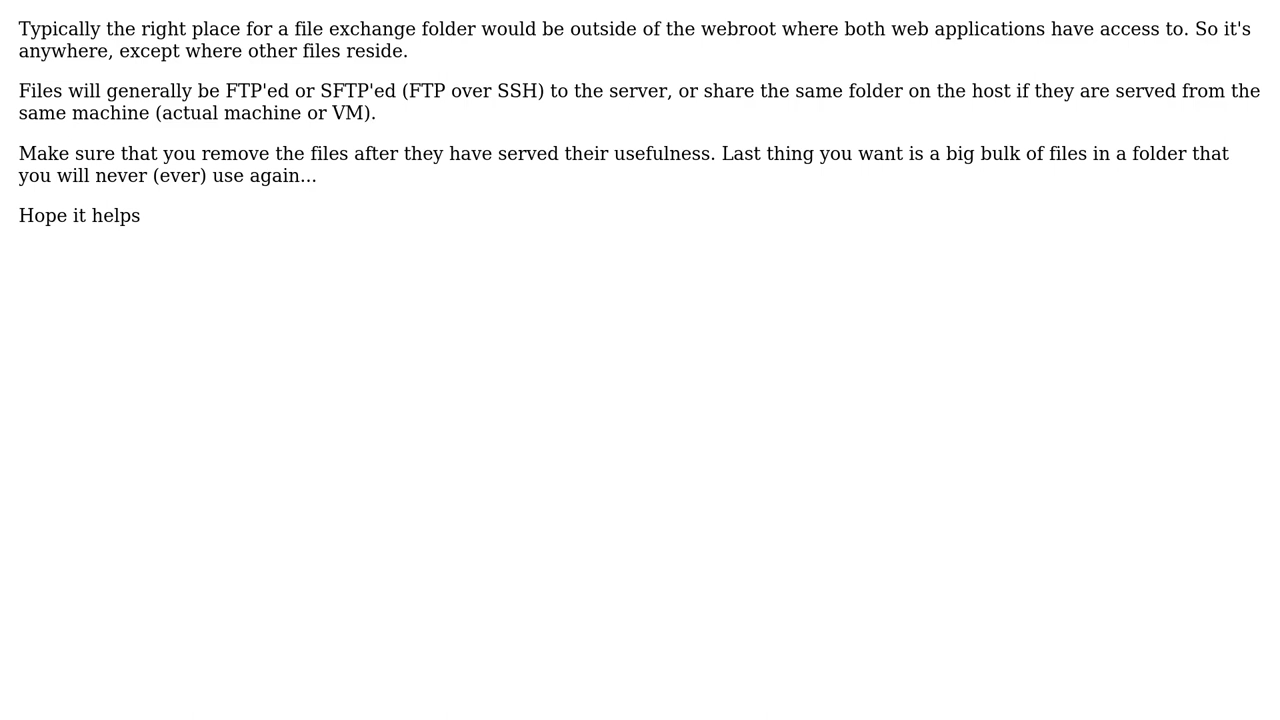 Typically the right place for a file exchange folder would be outside of the webroot where both web applications have access to. So it's
anywhere, except where other files reside.
Files will generally be FTP'ed or SFTP'ed (FTP over SSH) to the server, or share the same folder on the host if they are served from the
same machine (actual machine or VM).
Make sure that you remove the files after they have served their usefulness. Last thing you want is a big bulk of files in a folder that
you will never (ever) use again...
Hope it helps